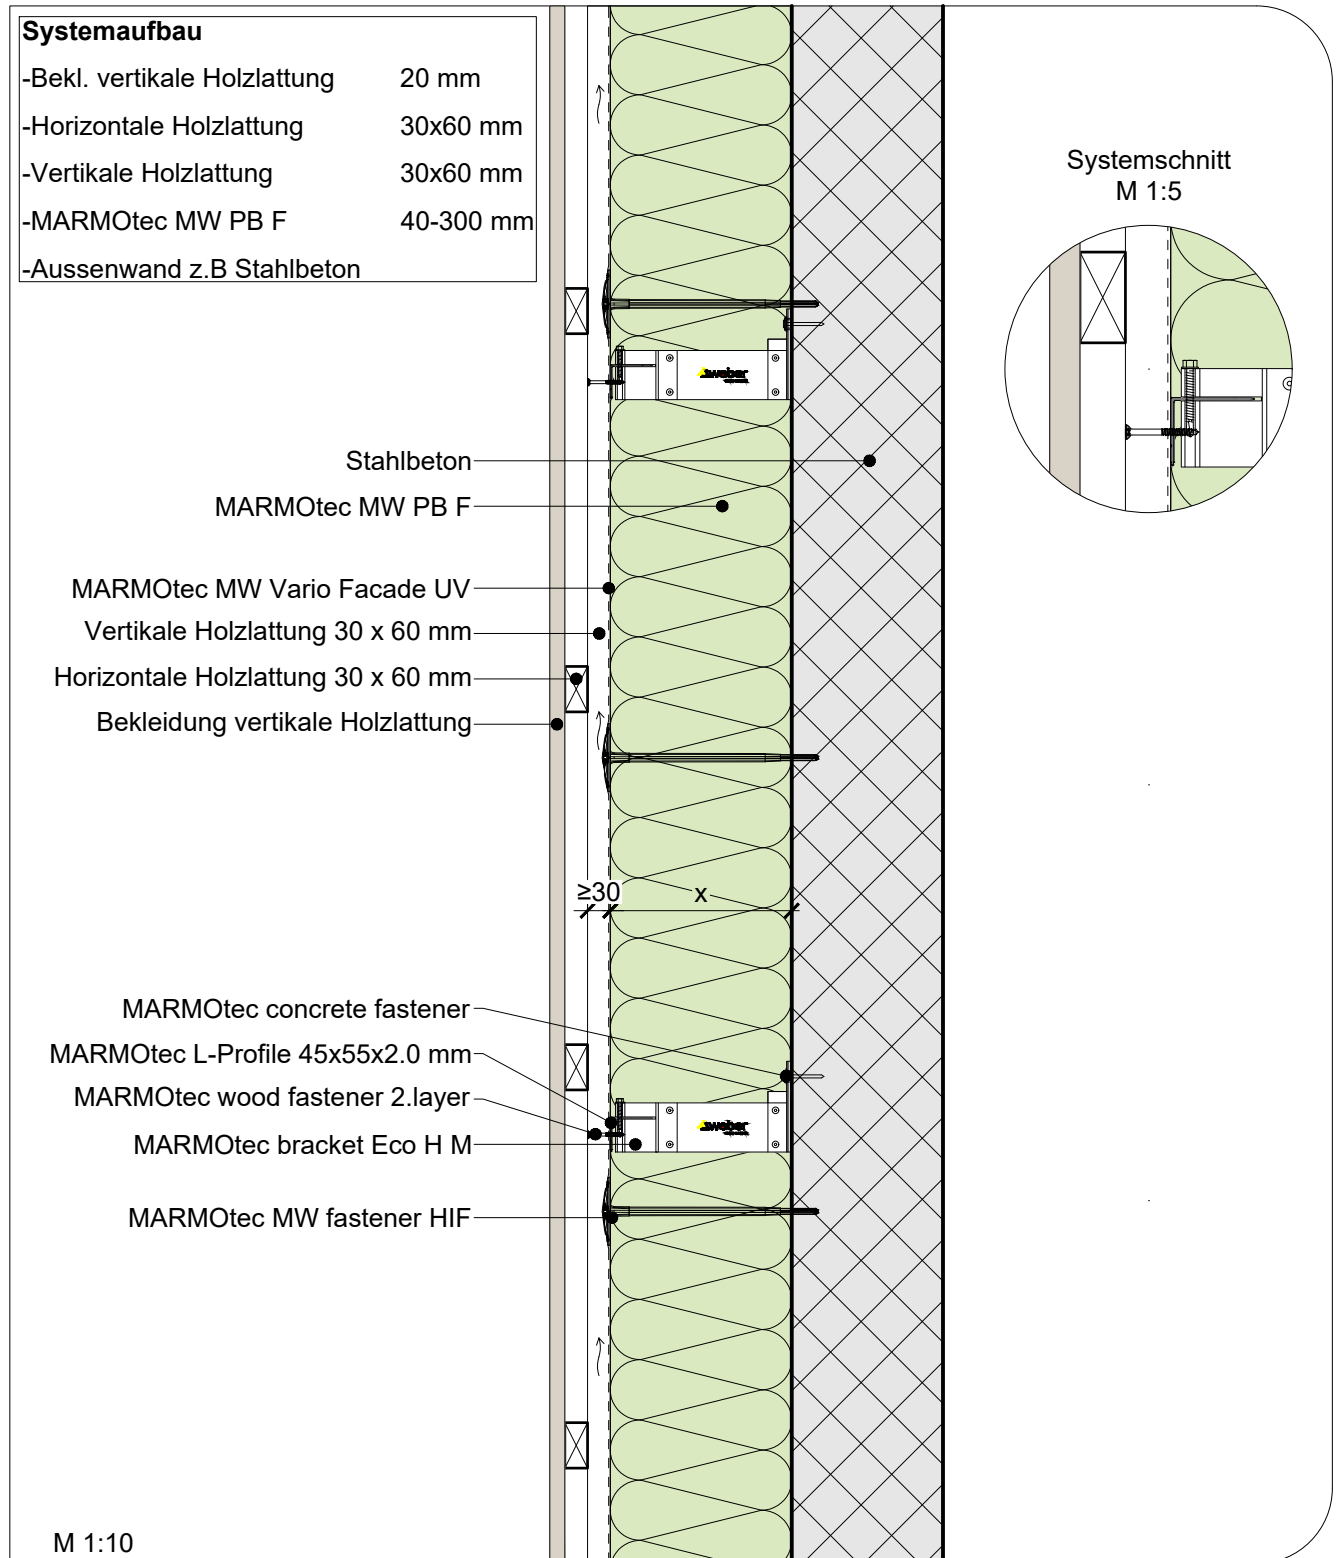 Systemaufbau
-Bekl. vertikale Holzlattung 20 mm
-Horizontale Holzlattung 30x60 mm
-Vertikale Holzlattung 30x60 mm
-MARMOtec MW PB F 40-300 mm
-Aussenwand z.B Stahlbeton
Systemschnitt
M 1:5
weber
Stahlbeton
MARMOtec MW PB F
MARMOtec MW Vario Facade UV
Vertikale Holzlattung 30 x 60 mm
Horizontale Holzlattung 30 x 60 mm
Bekleidung vertikale Holzlattung
≥30 x
MARMOtec concrete fastener
MARMOtec L-Profile 45x55x2.0 mm
MARMOtec wood fastener 2.layer
weber
MARMOtec bracket Eco H M
MARMOtec MW fastener HIF
M 1:10